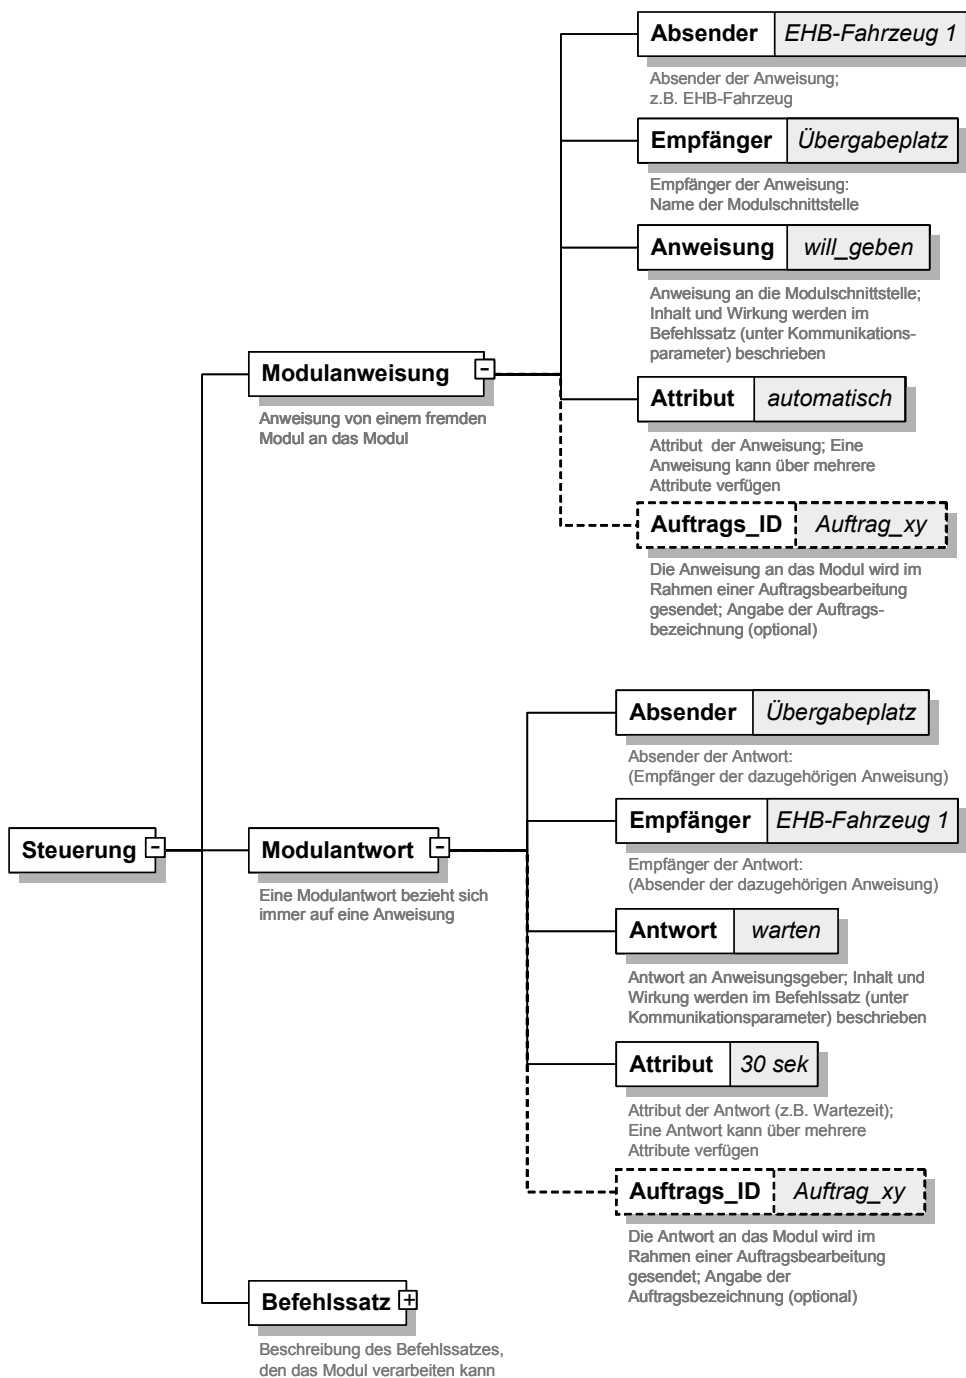 Absender EHB-Fahrzeug 1
Absender der Anweisung;
z.B. EHB-Fahrzeug
Empfänger Übergabeplatz
Empfänger der Anweisung:
Name der Modulschnittstelle
Anweisung will_geben
Anweisung an die Modulschnittstelle;
Inhalt und Wirkung werden im
Befehlssatz (unter Kommunikations-
parameter) beschrieben
Modulanweisung
Anweisung von einem fremden
Modul an das Modul
Attribut automatisch
Attribut der Anweisung; Eine
Anweisung kann über mehrere
Attribute verfügen
Auftrags_ID Auftrag_xy
Die Anweisung an das Modul wird im
Rahmen einer Auftragsbearbeitung
gesendet; Angabe der Auftrags-
bezeichnung (optional)
Absender Übergabeplatz
Absender der Antwort:
(Empfänger der dazugehörigen Anweisung)
Steuerung
Modulantwort
Eine Modulantwort bezieht sich
immer auf eine Anweisung
Empfänger EHB-Fahrzeug 1
Empfänger der Antwort:
(Absender der dazugehörigen Anweisung)
Antwort warten
Antwort an Anweisungsgeber; Inhalt und
Wirkung werden im Befehlssatz (unter
Kommunikationsparameter) beschrieben
Attribut 30 sek
Attribut der Antwort (z.B. Wartezeit);
Eine Antwort kann über mehrere
Attribute verfügen
Auftrags_ID Auftrag_xy
Die Antwort an das Modul wird im
Rahmen einer Auftragsbearbeitung
gesendet; Angabe der
Auftragsbezeichnung (optional)
Befehlssatz
Beschreibung des Befehlssatzes,
den das Modul verarbeiten kann